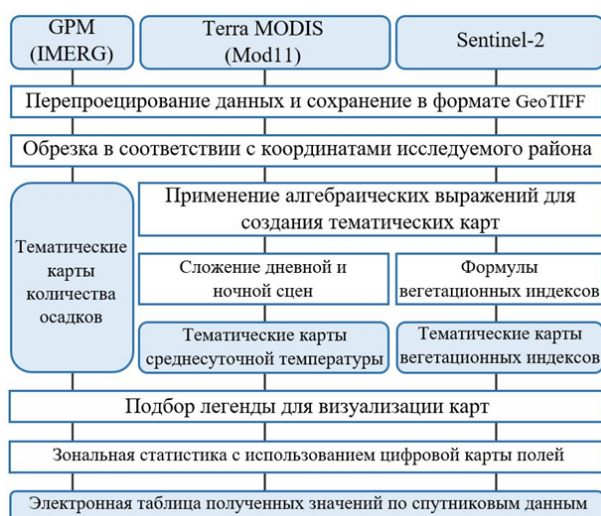 GPM
(IMERG)
Terra MODIS
(Mod11)
Sentinel-2
Перепроецирование данных и сохранение в формате GeoTIFF
Обрезка в соответствии с координатами исследуемого района
Тематические
карты
количества
осадков
Применение алгебраических выражений для
создания тематических карт
Сложение дневной и
ночной сцен
Формулы
вегетационных индексов
Тематические карты
среднесуточной температуры
Тематические карты
вегетационных индексов
Подбор легенды для визуализации карт
Зональная статистика с использованием цифровой карты полей
Электронная таблица полученных значений по спутниковым данным